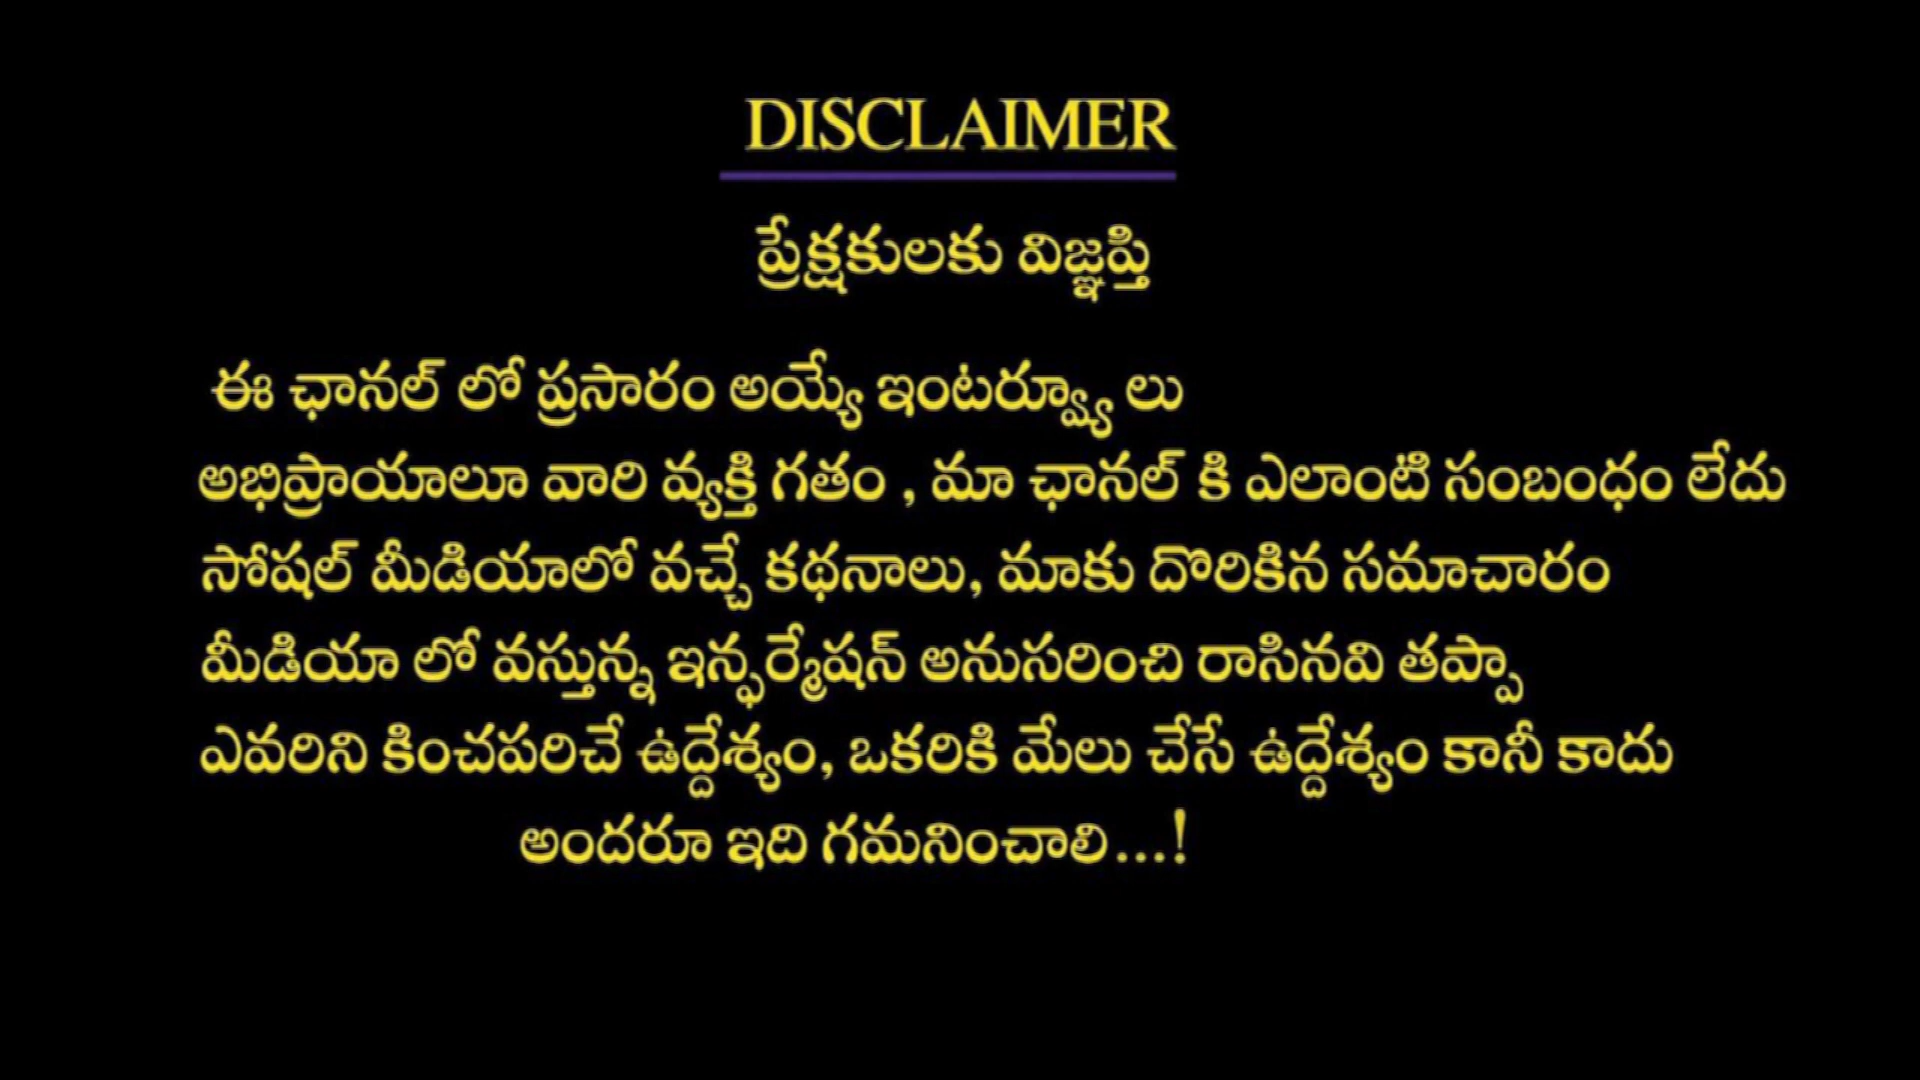 DISCLAIMER
ప్రేక్షకులకు విజ్ఞప్తి
ఈ ఛానల్ లో ప్రసారం అయ్యే ఇంటర్వ్యూ లు
అభిప్రాయాలూ వారి వ్యక్తి గతం , మా ఛానల్ కి ఎలాంటి సంబంధం లేదు
సోషల్ మీడియాలో వచ్చే కథనాలు, మాకు దొరికిన సమాచారం
మీడియా లో వస్తున్న ఇన్ఫర్మేషన్ అనుసరించి రాసినవి తప్పా
ఎవరిని కించపరిచే ఉద్దేశ్యం, ఒకరికి మేలు చేసే ఉద్దేశ్యం కానీ కాదు
అందరూ ఇది గమనించాలి...!